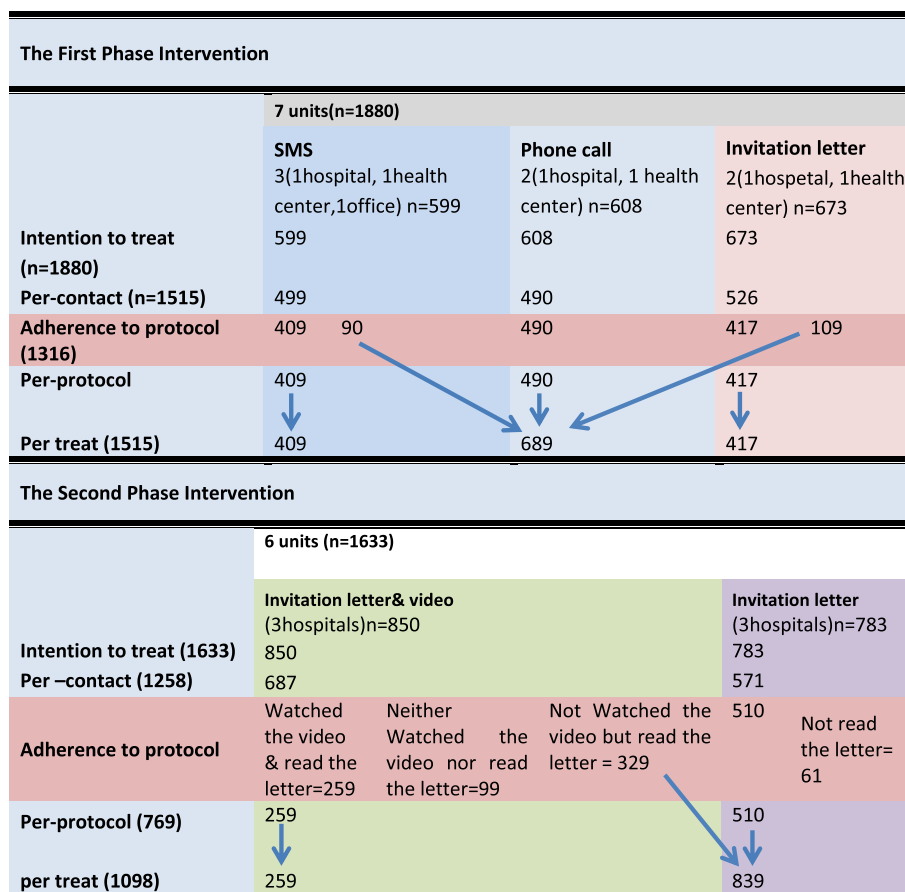 The First Phase Intervention
7 units(n=1880)
SMS
3(1hospital, 1health
center,1office) n=599
Phone call
2(1hospital, 1 health
center) n=608
Invitation letter
2(1hospetal, 1health
center) n=673
Intention to treat
(n=1880)
599
608
673
Per-contact (n=1515)
499
490
526
Adherence to protocol
(1316)
409
90
490
417
109
Per-protocol
409
490
417
Per treat (1515)
409
689
417
The Second Phase Intervention
6 units (n=1633)
Invitation letter& video
(3hospitals)n=850
Invitation letter
(3hospitals)n=783
Intention to treat (1633)
850
783
Per –contact (1258)
687
571
Adherence to protocol
Watched
the video
& read the
letter=259
Neither
Watched the
video nor read
the letter=99
Not Watched the
video but read the
letter = 329
510
Not read
the letter=
61
Per-protocol (769)
259
510
per treat (1098)
259
839